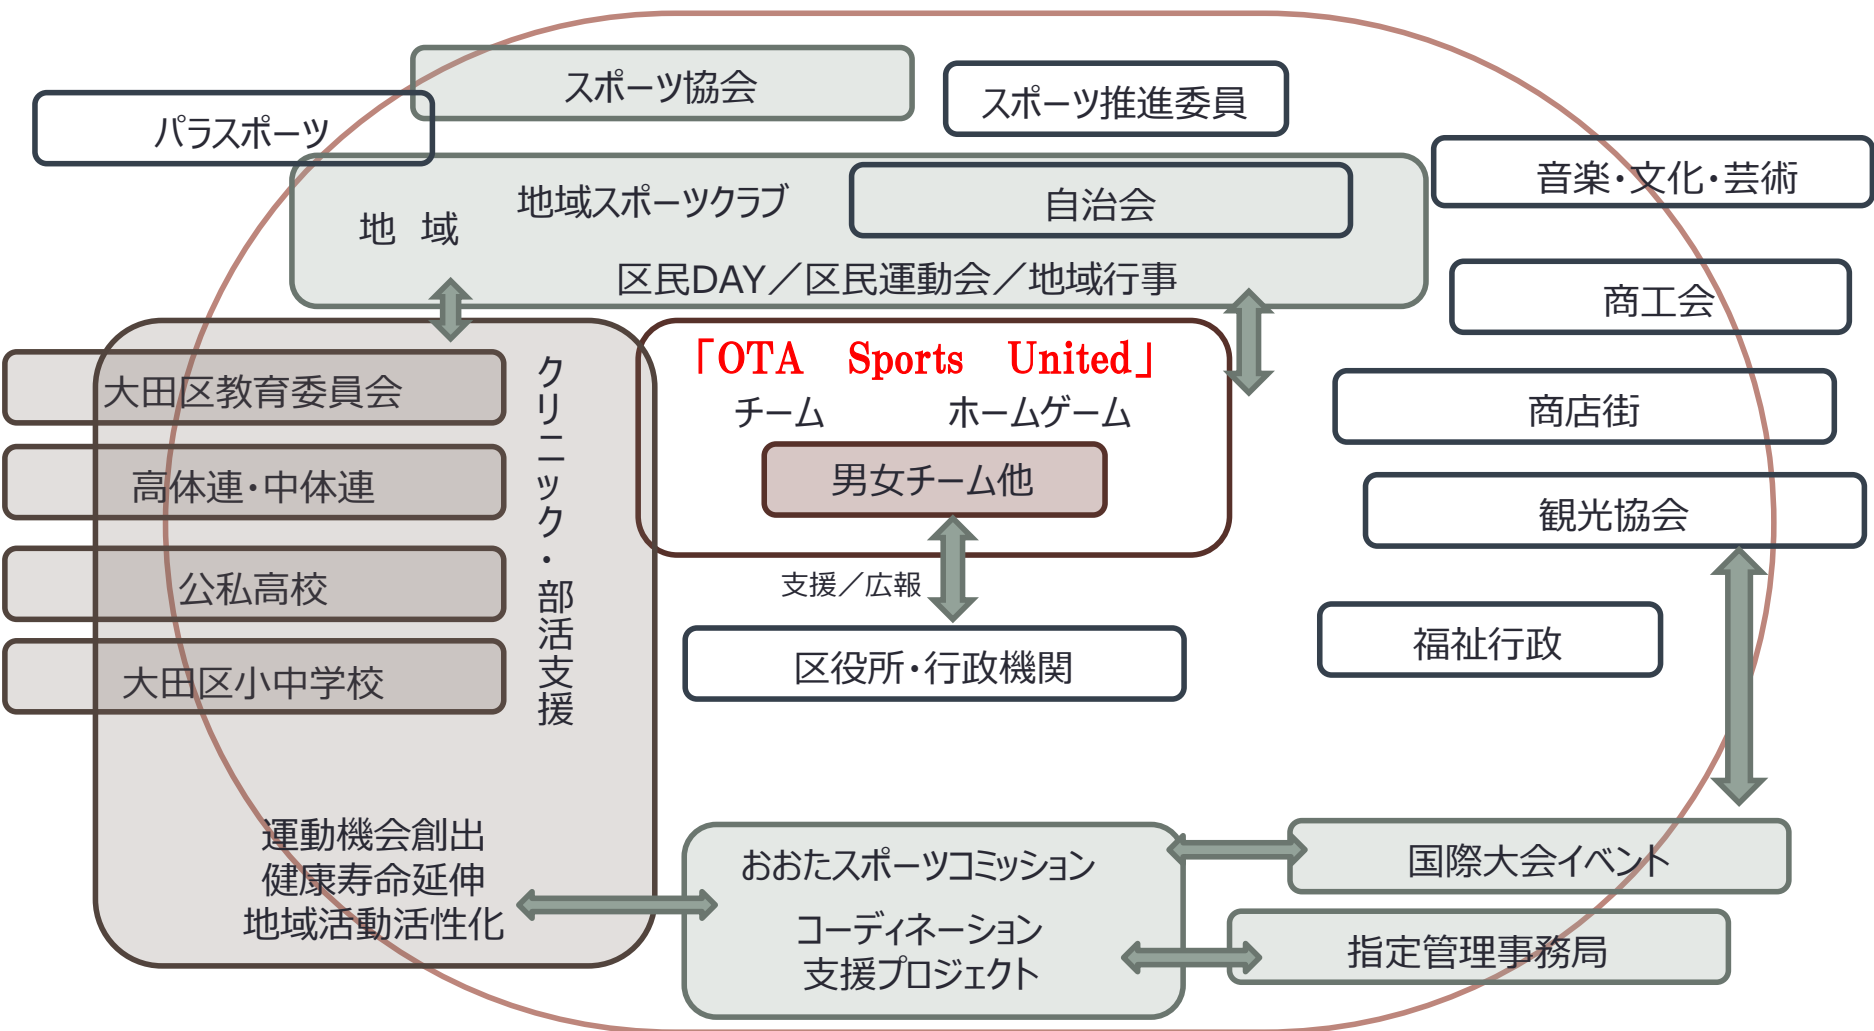 スポーツ協会
スポーツ推進委員
パラスポーツ
音楽・文化・芸術
地域スポーツクラブ
自治会
地　域
区民DAY／区民運動会／地域行事
商工会
「OTA　Sports　United」
チーム　ホームゲーム
男女チーム他
商店街
観光協会
大田区教育委員会
高体連・中体連
公私高校
大田区小中学校
クリニック・部活支援
支援／広報
区役所・行政機関
福祉行政
運動機会創出
健康寿命延伸
地域活動活性化
おおたスポーツコミッション
コーディネーション
支援プロジェクト
国際大会イベント
指定管理事務局